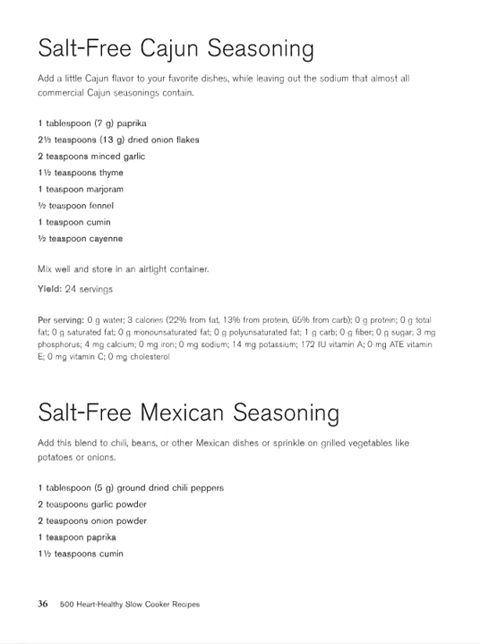 Salt-Free Cajun Seasoning
Add a little Cajun flavor to your favorite dishes, while leaving out the sodium that almost all
commercial Cajun seasonings contain.
1 tablespoon (7 g) paprika
2½ teaspoons (13 g) dried onion flakes
2 teaspoons minced garlic
1½ teaspoons thyme
1 teaspoon marjoram
½ teaspoon fennel
1 teaspoon cumin
½ teaspoon cayenne
Mix well and store in an airtight container.
Yield: 24 servings
Per serving: 0 g water; 3 calories (22% from fat, 13% from protein, 65% from carb); 0 g protein; 0 g total
fat; 0 g saturated fat; 0 g monounsaturated fat; 0 g polyunsaturated fat; 1 g carb; 0 g fiber; 0 g sugar; 3 mg
phosphorus; 4 mg calcium; 0 mg iron; 0 mg sodium; 14 mg potassium; 172 IU vitamin A; 0 mg ATE vitamin
E; 0 mg vitamin C; 0 mg cholesterol
Salt-Free Mexican Seasoning
Add this blend to chili, beans, or other Mexican dishes or sprinkle on grilled vegetables like
potatoes or onions.
1 tablespoon (5 g) ground dried chili peppers
2 teaspoons garlic powder
2 teaspoons onion powder
1 teaspoon paprika
1½ teaspoons cumin
36 500 Heart-Healthy Slow Cooker Recipes